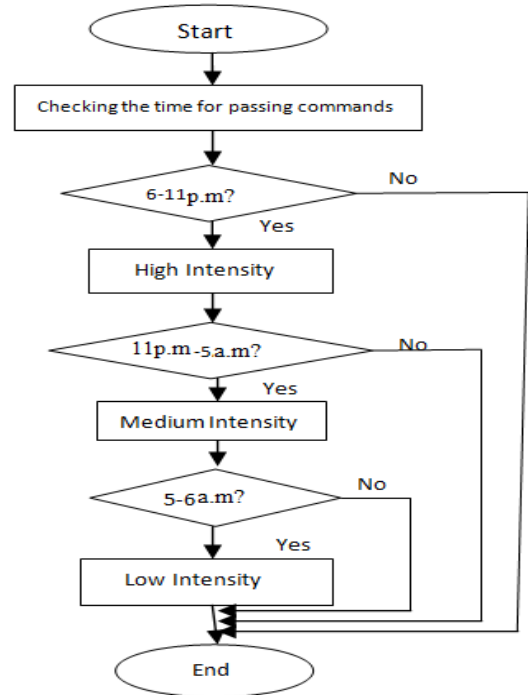 Start
Checking the time for passing commands
6-11p.m?
No
Yes
High Intensity
11p.m-5.a.m?
No
Yes
Medium Intensity
5-6a.m?
No
Yes
Low Intensity
End